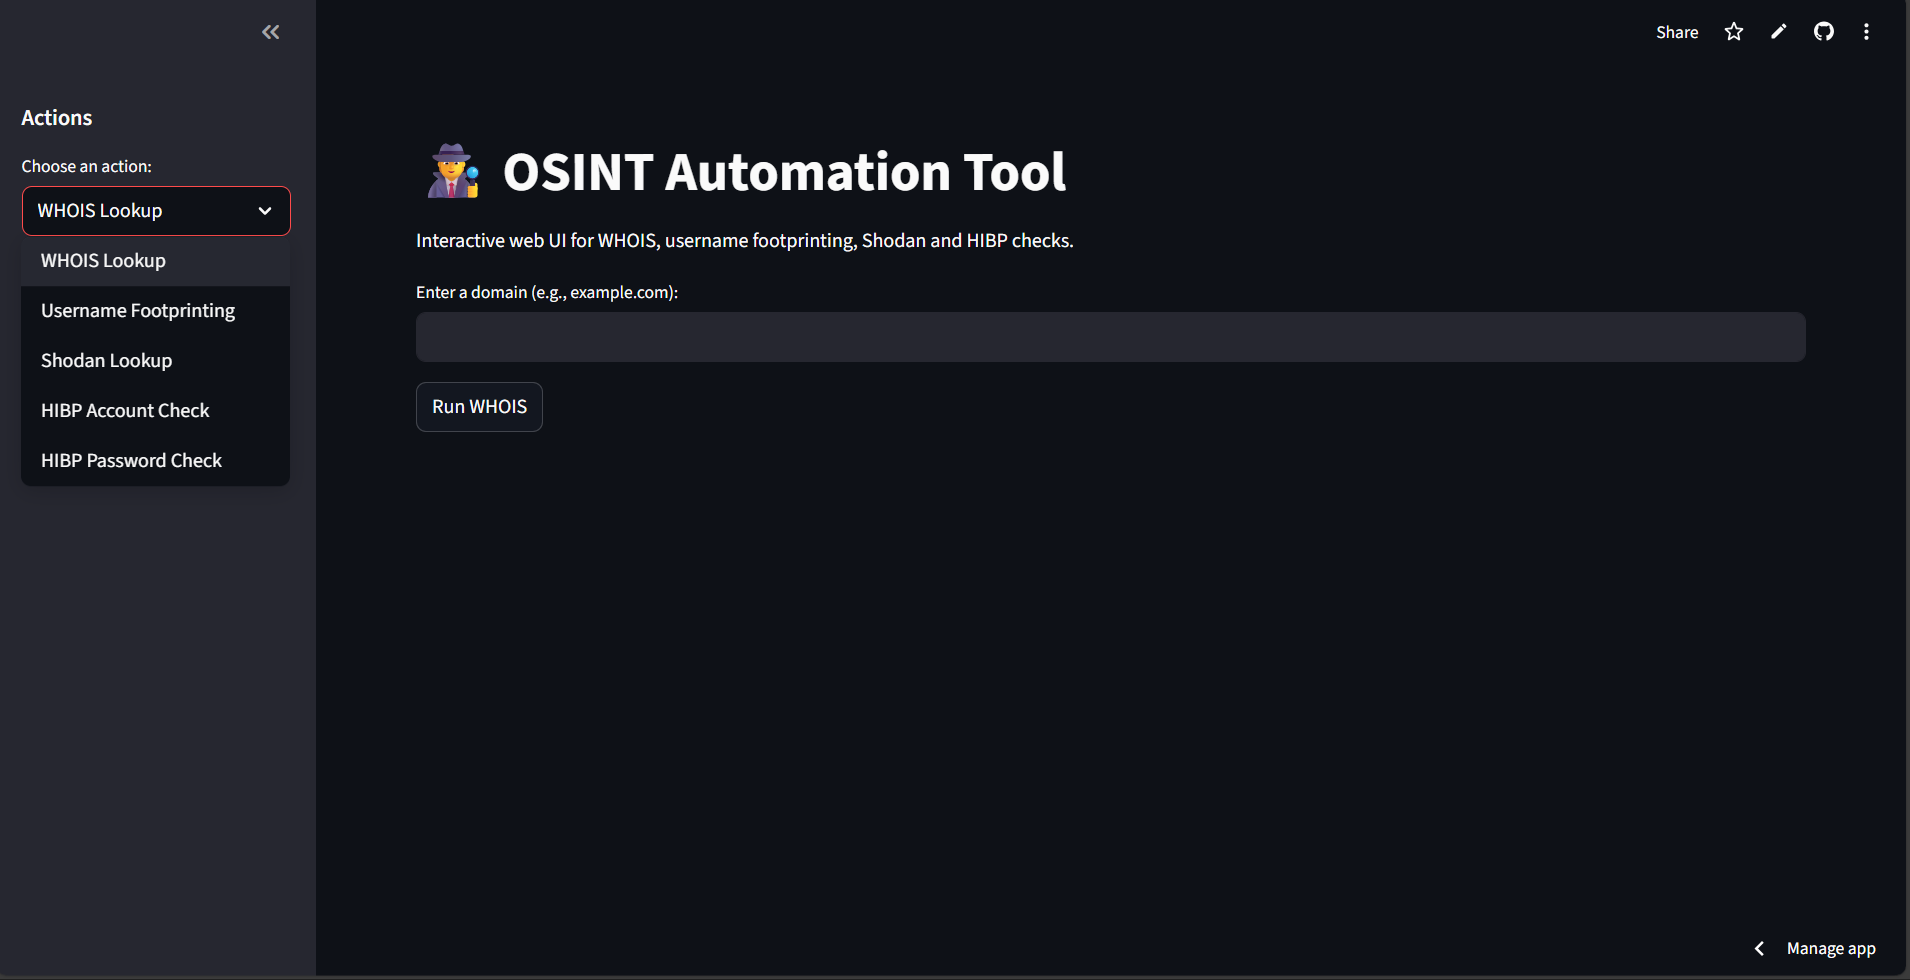 Share
Actions
Choose an action:
WHOIS Lookup
WHOIS Lookup
Username Footprinting
Shodan Lookup
HIBP Account Check
HIBP Password Check
OSINT Automation Tool
Interactive web UI for WHOIS, username footprinting, Shodan and HIBP checks.
Enter a domain (e.g., example.com):
Run WHOIS
Manage app